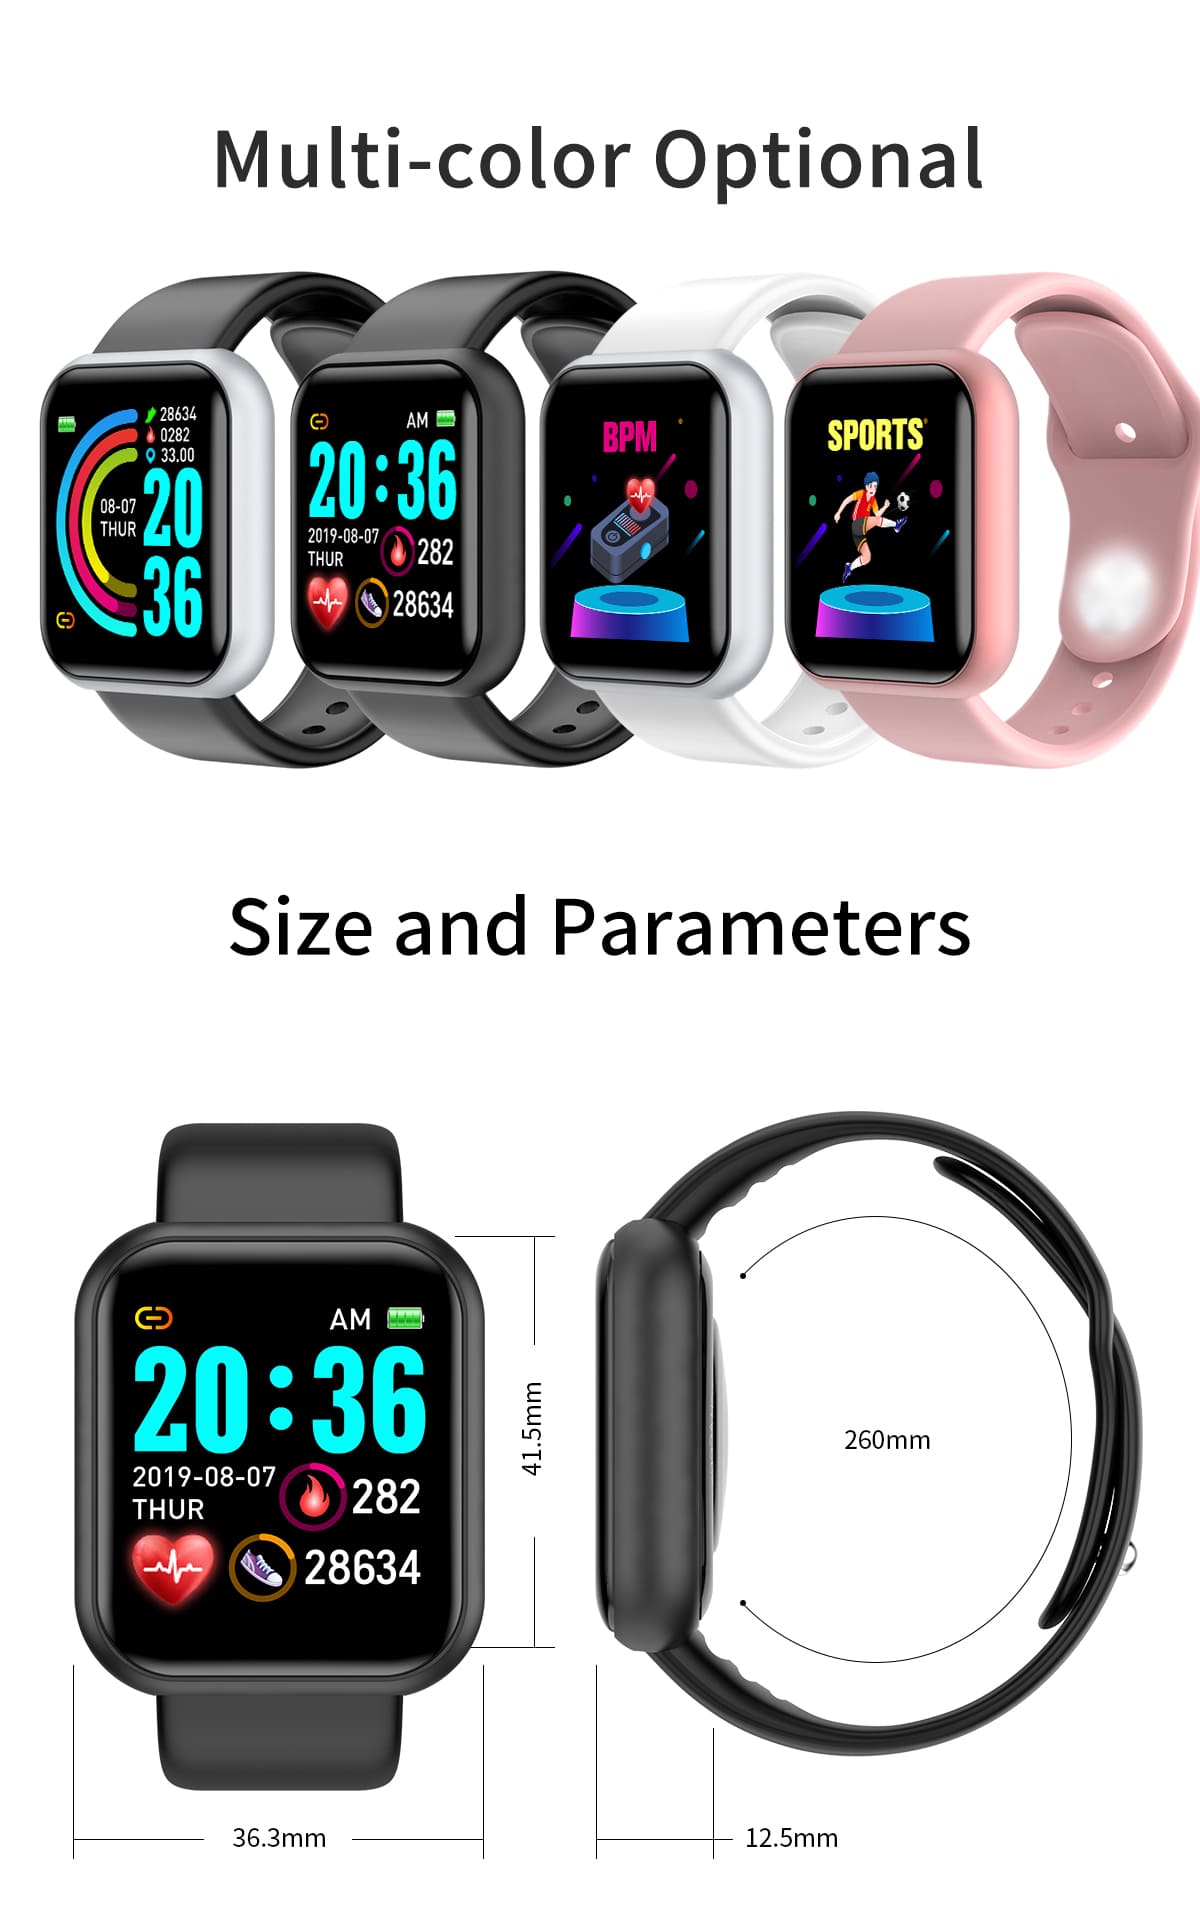 Multi-color Optional
28634
0282
33.00
08-07
THUR
20
36
AM
20:36
2019-08-07
THUR
282
28634
BPM
SPORTS
Size and Parameters
AM
20:36
2019-08-07
THUR
282
28634
41.5mm
260mm
36.3mm
12.5mm